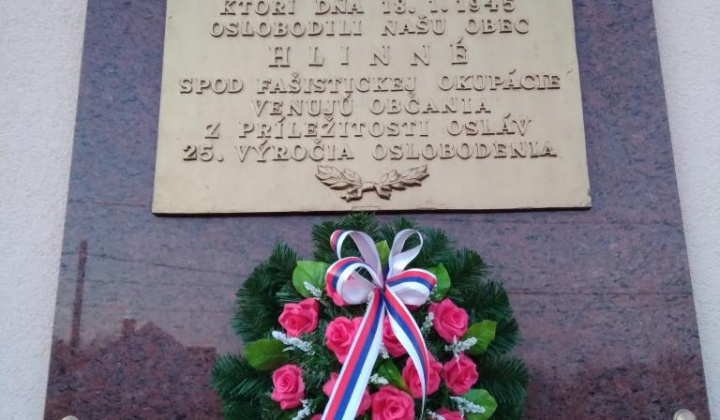 KTORÍ DŇA 18. 1. 1945
OSLOBODILI NAŠU OBEC
HLINNÉ
SPOD FAŠISTICKEJ OKUPÁCIE
VENUJÚ OBČANIA
Z PRÍLEŽITOSTI OSLÁV
25. VÝROČIA OSLOBODENIA